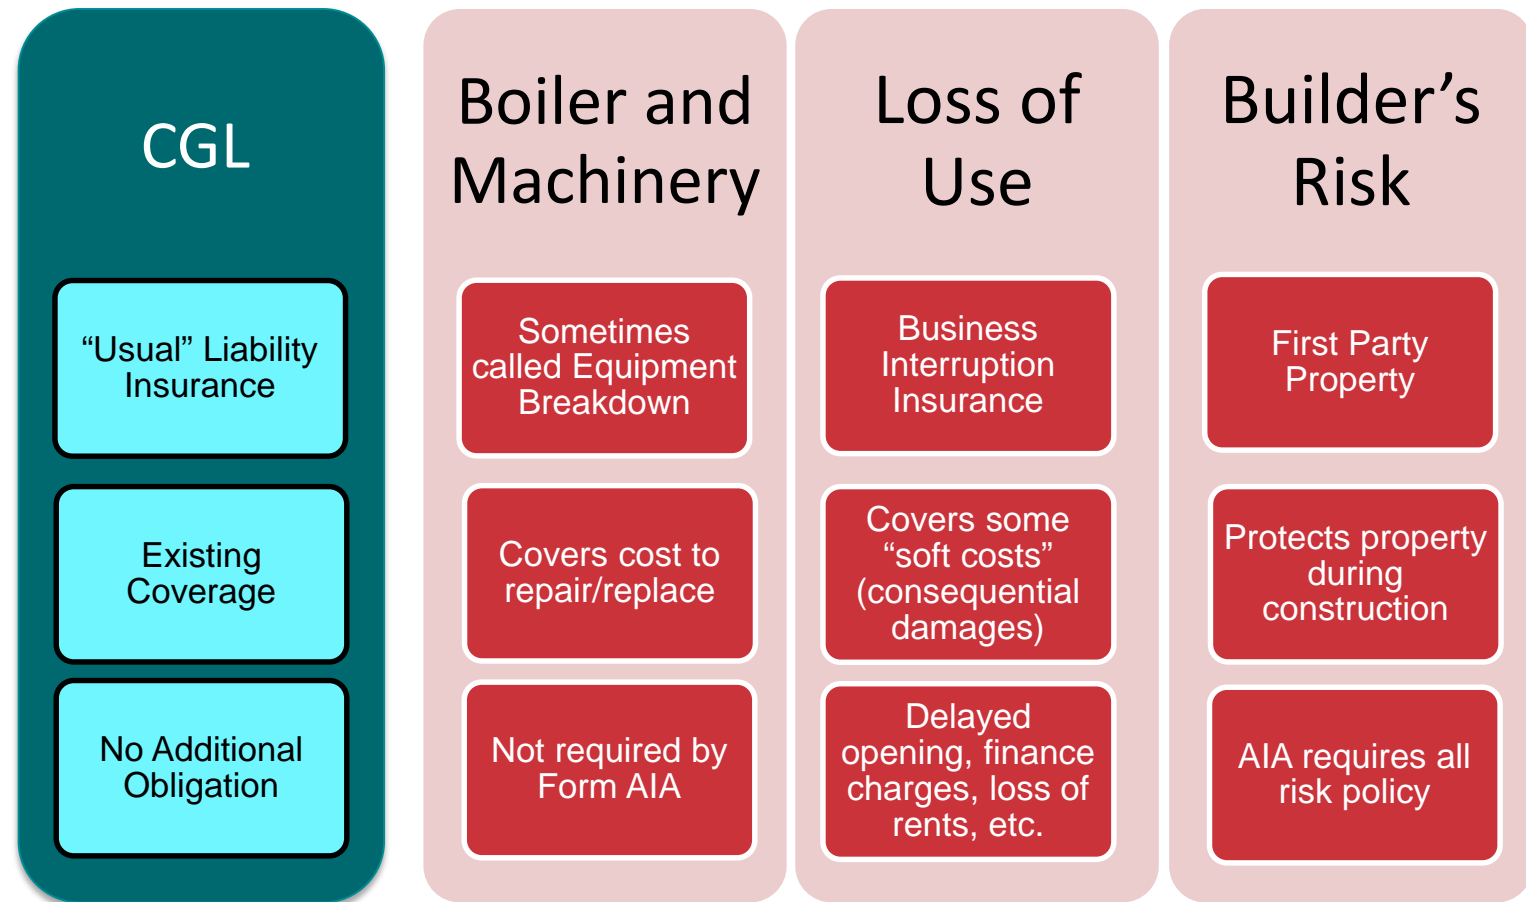 CGL
“Usual” Liability
Insurance
Existing
Coverage
No Additional
Obligation
Boiler and
Machinery
Sometimes
called Equipment
Breakdown
Covers cost to
repair/replace
Not required by
Form AIA
Loss of
Use
Business
Interruption
Insurance
Covers some
“soft costs”
(consequential
damages)
Delayed
opening, finance
charges, loss of
rents, etc.
Builder’s
Risk
First Party
Property
Protects property
during
construction
AIA requires all
risk policy